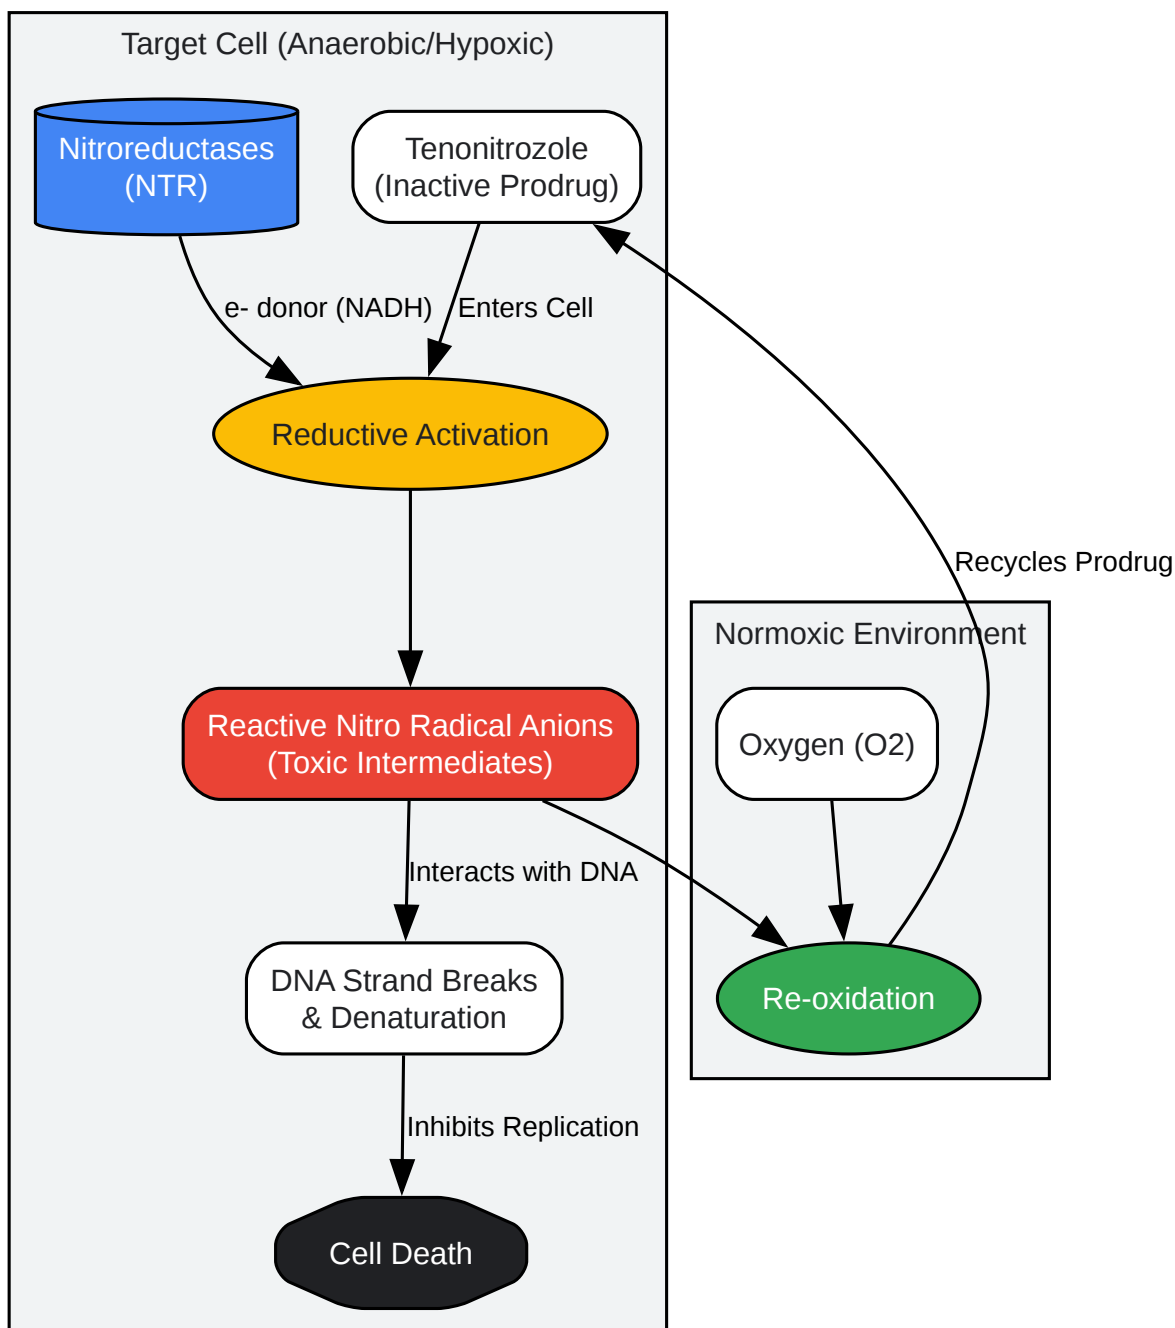 Target Cell (Anaerobic/Hypoxic)
Nitroreductases
(NTR)
Tenonitrozole
(Inactive Prodrug)
e- donor (NADH)
Enters Cell
Reductive Activation
Recycles Prodrug
Normoxic Environment
Reactive Nitro Radical Anions
(Toxic Intermediates)
Oxygen (O2)
Interacts with DNA
DNA Strand Breaks
& Denaturation
Re-oxidation
Inhibits Replication
Cell Death